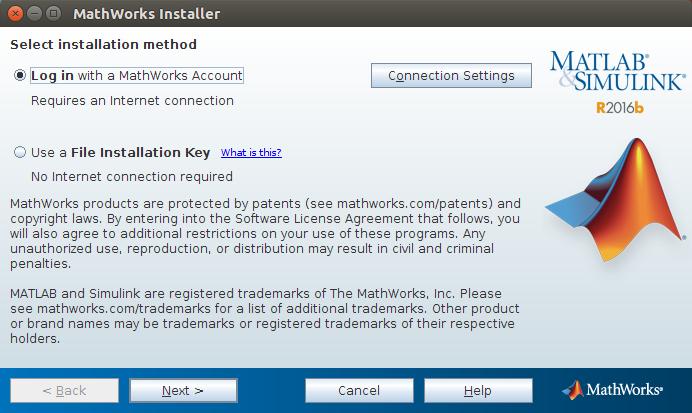 MathWorks Installer
Select installation method
Log in with a MathWorks Account
Connection Settings
Requires an Internet connection
Use a File Installation Key What is this?
No Internet connection required
MathWorks products are protected by patents (see mathworks.com/patents) and
copyright laws. By entering into the Software License Agreement that follows, you
will also agree to additional restrictions on your use of these programs. Any
unauthorized use, reproduction, or distribution may result in civil and criminal
penalties.
MATLAB and Simulink are registered trademarks of The MathWorks, Inc. Please
see mathworks.com/trademarks for a list of additional trademarks. Other product
or brand names may be trademarks or registered trademarks of their respective
holders.
MATLAB®
&SIMULINK®
R2016b
®
< Back
Next >
Cancel
Help
MathWorks®